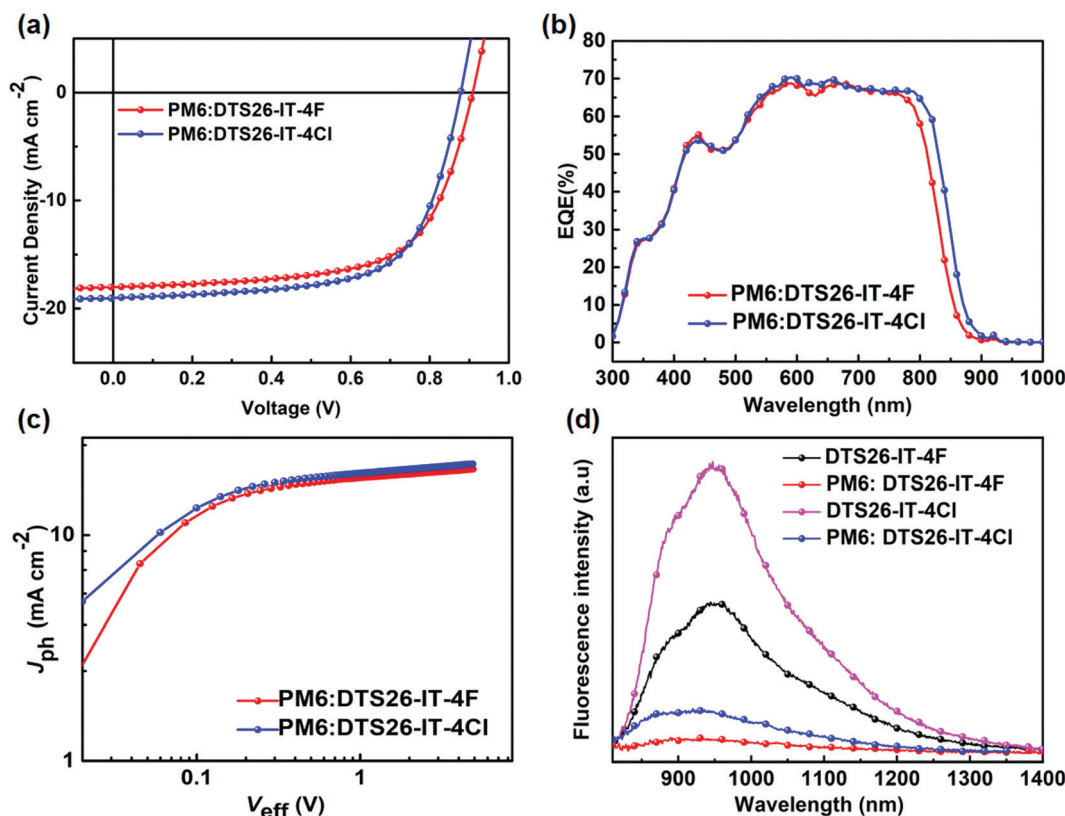 (a)
Current Density (mA cm⁻²)
0
-10
-20
PM6:DTS26-IT-4F
PM6:DTS26-IT-4Cl
0.0 0.2 0.4 0.6 0.8 1.0
Voltage (V)
(b)
EQE(%)
80
70
60
50
40
30
20
10
0
PM6:DTS26-IT-4F
PM6:DTS26-IT-4Cl
300 400 500 600 700 800 900 1000
Wavelength (nm)
(c)
Jph (mA cm⁻²)
10
1
PM6:DTS26-IT-4F
PM6:DTS26-IT-4Cl
0.1 1
Veff (V)
(d)
Fluorescence intensity (a.u)
DTS26-IT-4F
PM6: DTS26-IT-4F
DTS26-IT-4Cl
PM6: DTS26-IT-4Cl
900 1000 1100 1200 1300 1400
Wavelength (nm)